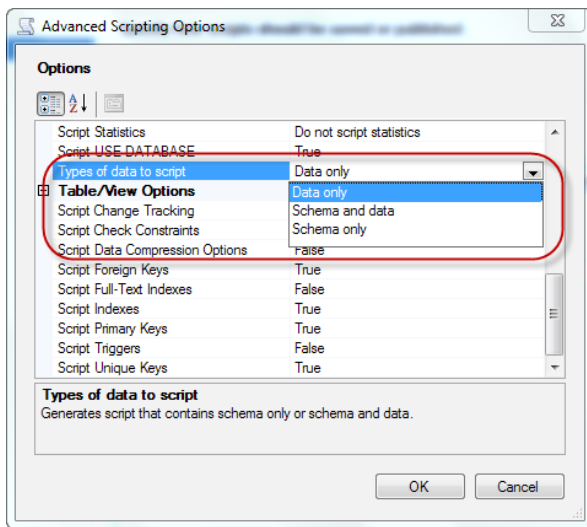 Advanced Scripting Options
Options
Script Statistics Do not script statistics
Script USE DATABASE True
Types of data to script Data only
Table/View Options Data only
Script Change Tracking Schema and data
Script Check Constraints Schema only
Script Data Compression Options False
Script Foreign Keys True
Script Full-Text Indexes False
Script Indexes True
Script Primary Keys True
Script Triggers False
Script Unique Keys True
Types of data to script
Generates script that contains schema only or schema and data.
OK Cancel